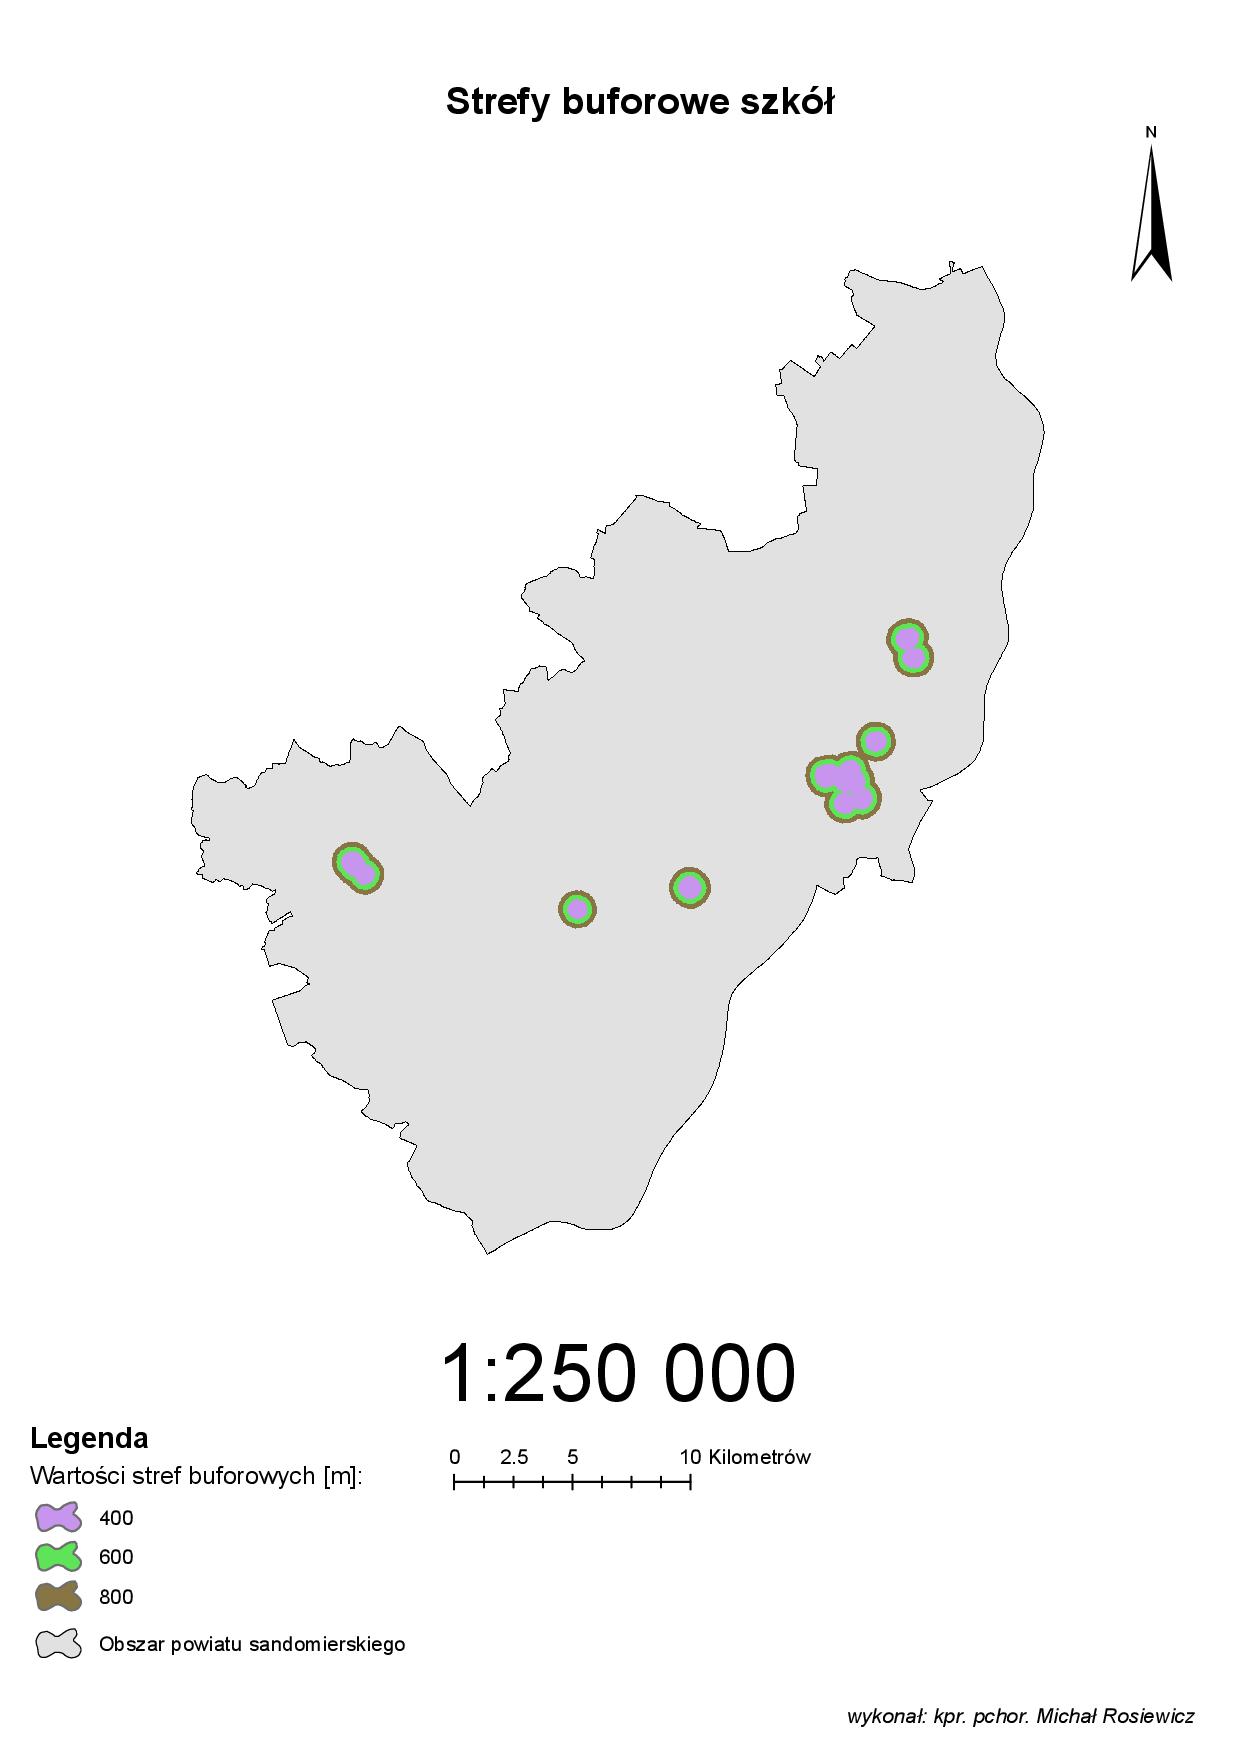 Strefy buforowe szkół
N
1:250 000
Legenda
Wartości stref buforowych [m]:
400
600
800
Obszar powiatu sandomierskiego
0 2.5 5 10 Kilometrów
wykonał: kpr. pchor. Michał Rosiewicz